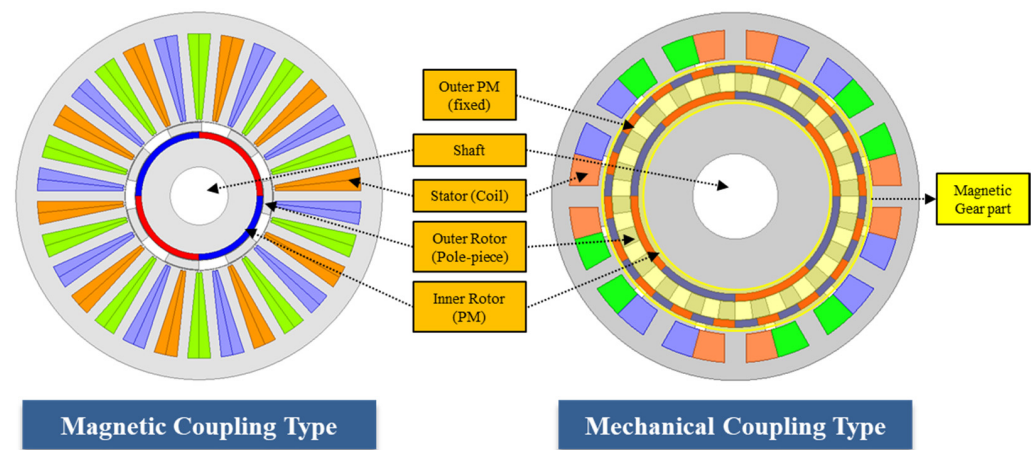 Outer PM
(fixed)
Shaft
Stator (Coil)
Outer Rotor
(Pole-piece)
Inner Rotor
(PM)
Magnetic
Gear part
Magnetic Coupling Type
Mechanical Coupling Type